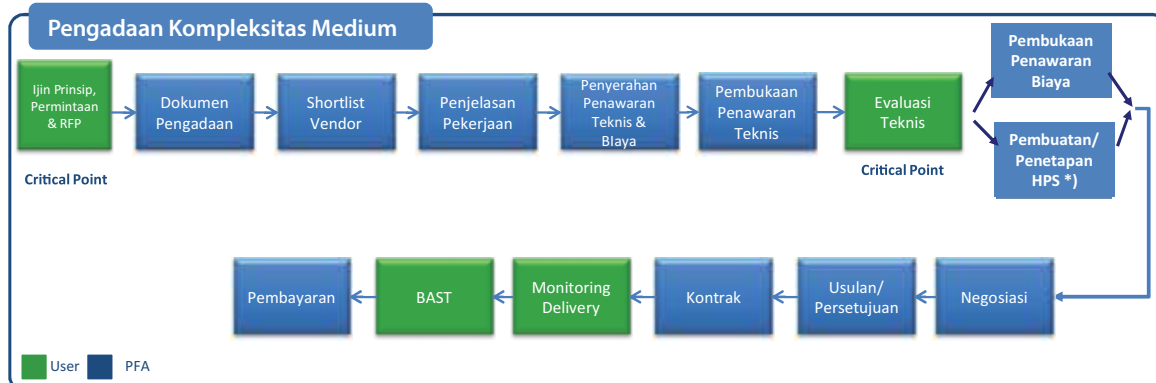 Pengadaan Kompleksitas Medium
Ijin Prinsip,
Permintaan
& RFP
Critical Point
Dokumen
Pengadaan
Shortlist
Vendor
Penjelasan
Pekerjaan
Penyerahan
Penawaran
Teknis &
BIaya
Pembukaan
Penawaran
Teknis
Evaluasi
Teknis
Critical Point
Pembukaan
Penawaran
Biaya
Pembuatan/
Penetapan
HPS *)
Pembayaran
BAST
Monitoring
Delivery
Kontrak
Usulan/
Persetujuan
Negosiasi
User
PFA